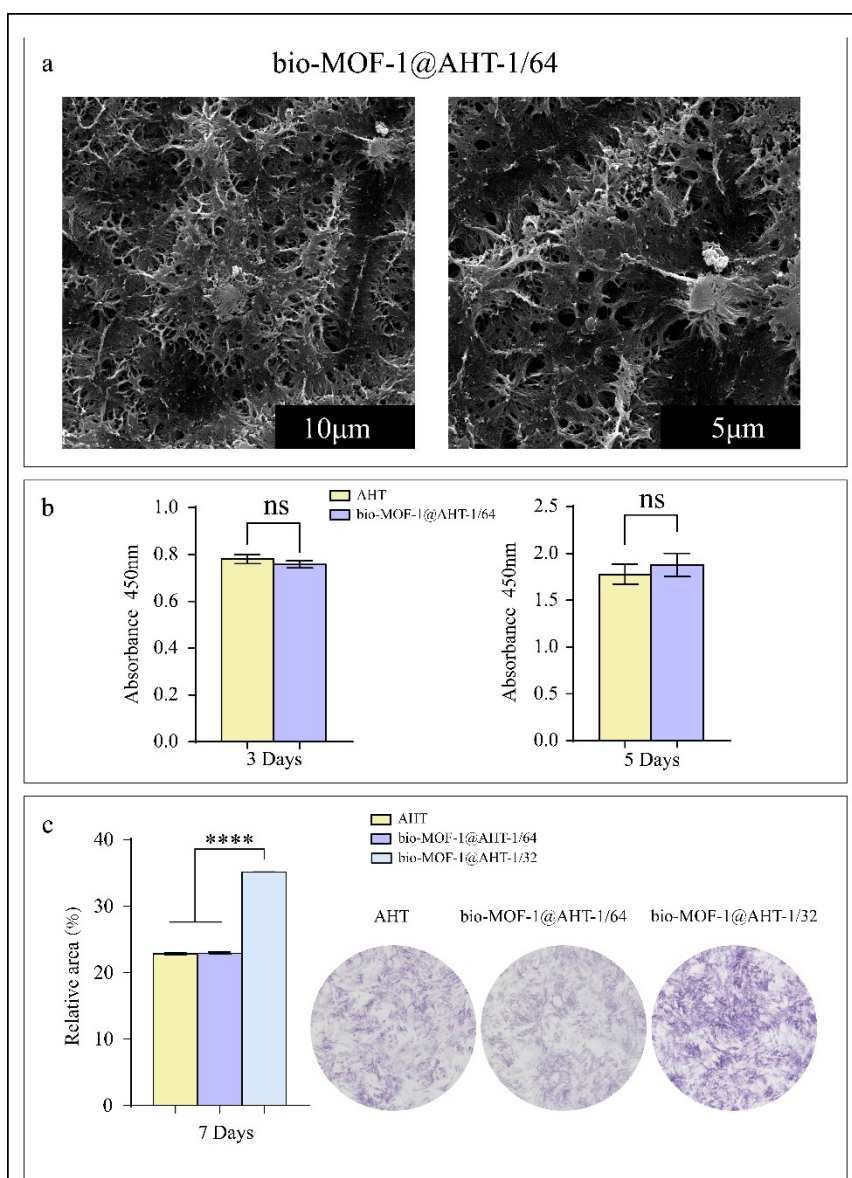 a
bio-MOF-1@AHT-1/64
10μm
5μm
b
AHT
bio-MOF-1@AHT-1/64
Absorbance 450nm
1.0
0.8
0.6
0.4
0.2
0.0
ns
3 Days
Absorbance 450nm
2.5
2.0
1.5
1.0
0.5
0.0
ns
5 Days
c
AHT
bio-MOF-1@AHT-1/64
bio-MOF-1@AHT-1/32
Relative area (%)
40
30
20
10
0
****
7 Days
AHT
bio-MOF-1@AHT-1/64
bio-MOF-1@AHT-1/32